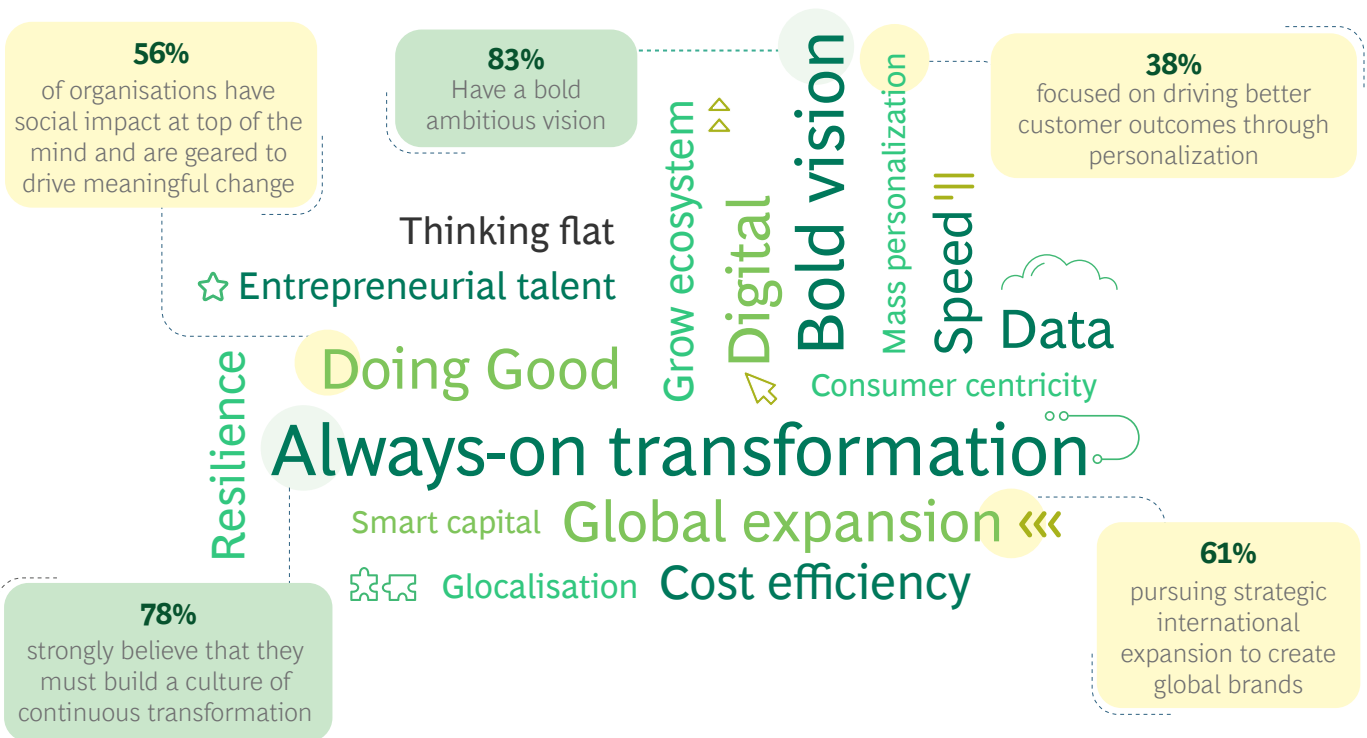 56%
of organisations have
social impact at top of the
mind and are geared to
drive meaningful change
83%
Have a bold
ambitious vision
38%
focused on driving better
customer outcomes through
personalization
Thinking flat
Entrepreneurial talent
Doing Good
Resilience
Grow ecosystem
Digital
Bold vision
Mass personalization
Speed
Data
Consumer centricity
Always-on transformation
Smart capital
Global expansion
Glocalisation
Cost efficiency
78%
strongly believe that they
must build a culture of
continuous transformation
61%
pursuing strategic
international
expansion to create
global brands